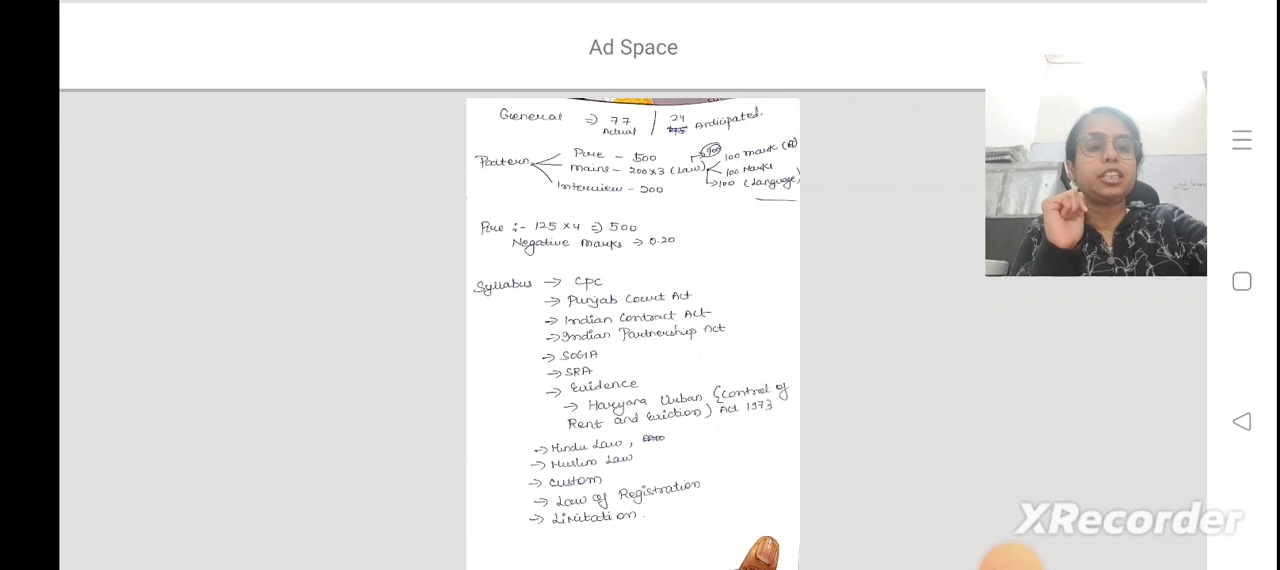 Ad Space
General => 77 Actual | 24 Anticipated.
Pattern
Pre - 500
Mains - 200 x 3 (Law)
Interview - 200
900
100 mark
100 Marks
100 (Language)
Pre :- 125 x 4 => 500
Negative Marks -> 0.20
Syllabus -> CPC
-> Punjab Court Act
-> Indian Contract Act
-> Indian Partnership Act
-> SOGA
-> SRA
-> Evidence
-> Haryana Urban (Control of
Rent and Eviction) Act 1973
-> Hindu Law,
-> Muslim Law
-> Custom
-> Law of Registration
-> Limitation.
XRecorder